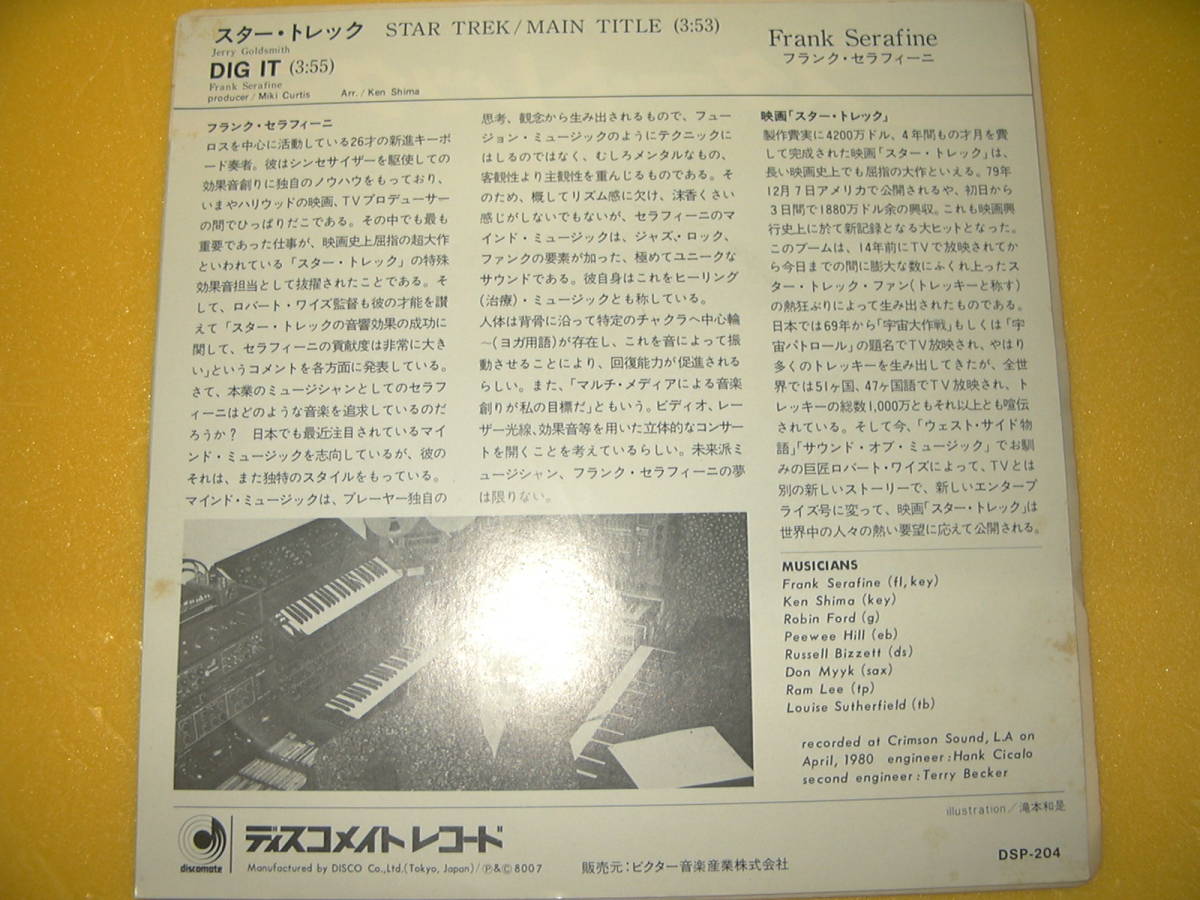 スター・トレック STAR TREK/MAIN TITLE (3:53)
Jerry Goldsmith
DIG IT (3:55)
Frank Serafine
producer/Miki Curtis Arr./Ken Shima
Frank Serafine
フランク・セラフィーニ
フランク・セラフィーニ
ロスを中心に活動している26才の新進キーボ
ード奏者。彼はシンセサイザーを駆使しての
効果音創りに独自のノウハウをもっており、
いまやハリウッドの映画、TVプロデューサー
の間でひっぱりだこである。その中でも最も
重要であった仕事が、映画史上屈指の超大作
といわれている「スター・トレック」の特殊
効果音担当として抜擢されたことである。そ
して、ロバート・ワイズ監督も彼の才能を讃
えて「スター・トレックの音響効果の成功に
関して、セラフィーニの貢献度は非常に大き
い」というコメントを各方面に発表している。
さて、本業のミュージシャンとしてのセラフ
ィーニはどのような音楽を追求しているのだ
ろうか? 日本でも最近注目されているマイ
ンド・ミュージックを志向しているが、彼の
それは、また独特のスタイルをもっている。
マインド・ミュージックは、プレーヤー独自の
思考、観念から生み出されるもので、フュー
ジョン・ミュージックのようにテクニックに
はしるのではなく、むしろメンタルなもの、
客観性より主観性を重んじるものである。そ
のため、概してリズム感に欠け、沫香くさい
感じがしないでもないが、セラフィーニのマ
インド・ミュージックは、ジャズ、ロック、
ファンクの要素が加った、極めてユニークな
サウンドである。彼自身はこれをヒーリング
(治療)・ミュージックとも称している。
人体は背骨に沿って特定のチャクラへ中心輪
〜(ヨガ用語)が存在し、これを音によって振
動させることにより、回復能力が促進される
らしい。また、「マルチ・メディアによる音楽
創りが私の目標だ」ともいう。ビディオ、レー
ザー光線、効果音等を用いた立体的なコンサー
トを開くことを考えているらしい。未来派ミ
ュージシャン、フランク・セラフィーニの夢
は限りない。
映画「スター・トレック」
製作費実に4200万ドル、4年間もの才月を費
して完成された映画「スター・トレック」は、
長い映画史上でも屈指の大作といえる。79年
12月7日アメリカで公開されるや、初日から
3日間で1880万ドル余の興収。これも映画興
行史上に於て新記録となる大ヒットとなった。
このブームは、14年前にTVで放映されてか
ら今日までの間に膨大な数にふくれ上ったス
ター・トレック・ファン(トレッキーと称す)
の熱狂ぶりによって生み出されたものである。
日本では69年から「宇宙大作戦」もしくは「宇
宙パトロール」の題名でTV放映され、やはり
多くのトレッキーを生み出してきたが、全世
界では51ヶ国、47ヶ国語でTV放映され、ト
レッキーの総数1,000万ともそれ以上とも喧伝
されている。そして今、「ウェスト・サイド物
語」「サウンド・オブ・ミュージック」でお馴
みの巨匠ロバート・ワイズによって、TVとは
別の新しいストーリーで、新しいエンタープ
ライズ号に変って、映画「スター・トレック」は
世界中の人々の熱い要望に応えて公開される。
MUSICIANS
Frank Serafine (fl,key)
Ken Shima (key)
Robin Ford (g)
Peewee Hill (eb)
Russell Bizzett (ds)
Don Myyk (sax)
Ram Lee (tp)
Louise Sutherfield (tb)
recorded at Crimson Sound, L.A on
April, 1980 engineer:Hank Cicalo
second engineer:Terry Becker
illustration/滝本和是
discomate
ディスコメイトレコード
Manufactured by DISCO Co.,Ltd.(Tokyo, Japan)/Ⓟ&Ⓒ8007
販売元:ビクター音楽産業株式会社
DSP-204